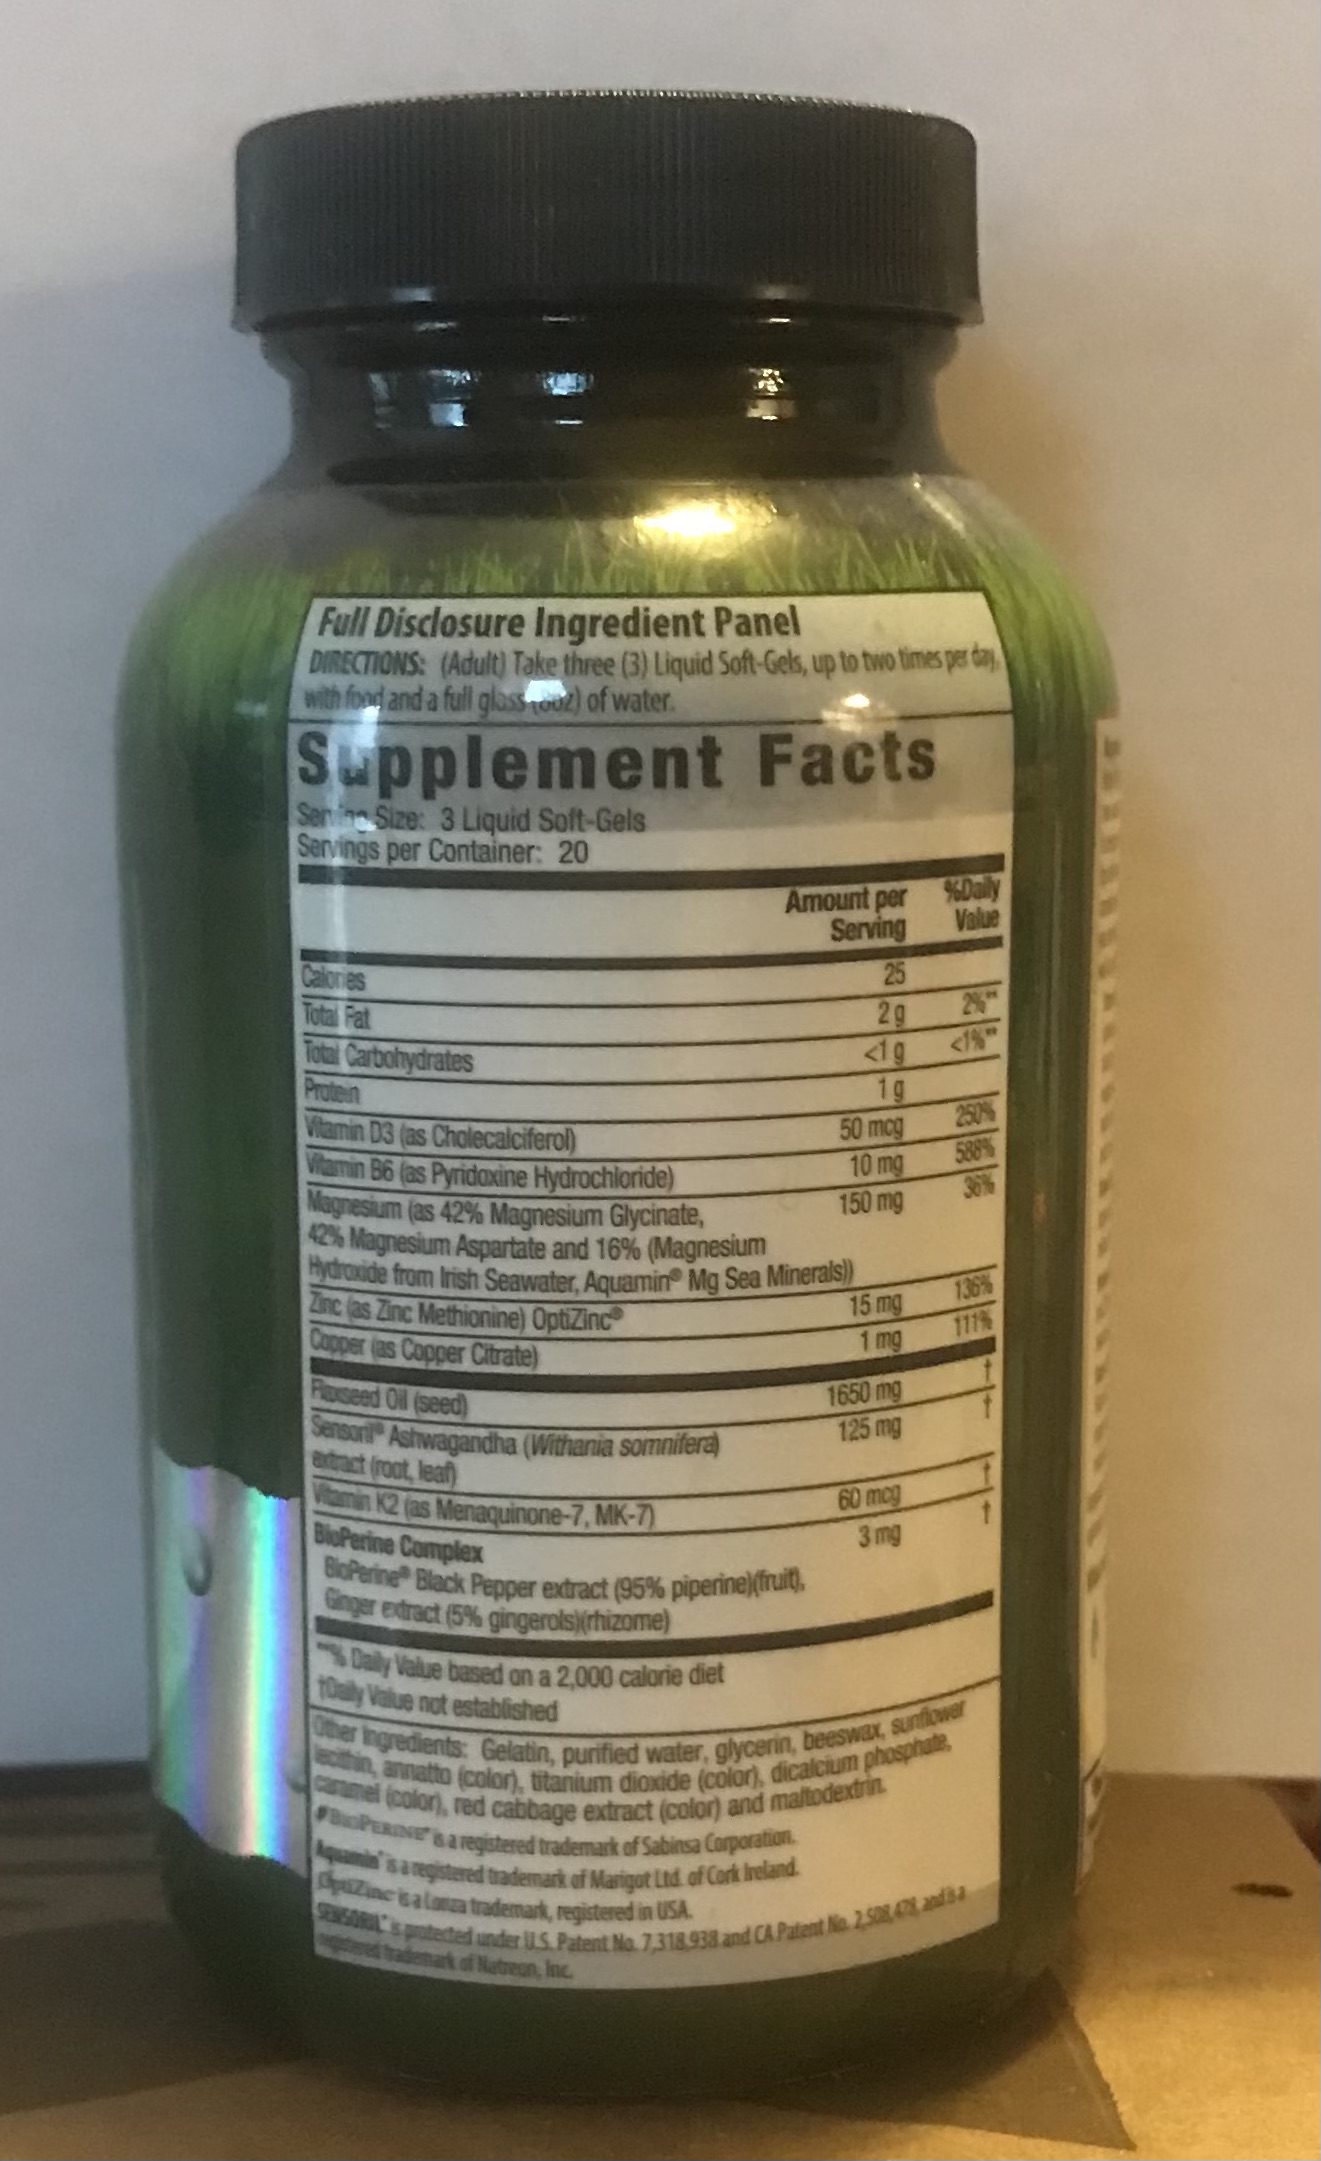 Full Disclosure Ingredient Panel
DIRECTIONS: (Adult) Take three (3) Liquid Soft-Gels, up to two times per day,
with food and a full glass (8oz) of water.
Supplement Facts
Serving Size: 3 Liquid Soft-Gels
Servings per Container: 20
Amount per Serving %Daily Value
Calories 25
Total Fat 2 g 2%**
Total Carbohydrates <1 g <1%**
Protein 1 g
Vitamin D3 (as Cholecalciferol) 50 mcg 250%
Vitamin B6 (as Pyridoxine Hydrochloride) 10 mg 588%
Magnesium (as 42% Magnesium Glycinate, 150 mg 36%
42% Magnesium Aspartate and 16% (Magnesium
Hydroxide from Irish Seawater, Aquamin® Mg Sea Minerals))
Zinc (as Zinc Methionine) OptiZinc® 15 mg 136%
Copper (as Copper Citrate) 1 mg 111%
Flaxseed Oil (seed) 1650 mg †
Sensoril® Ashwagandha (Withania somnifera) 125 mg †
extract (root, leaf)
Vitamin K2 (as Menaquinone-7, MK-7) 60 mcg †
BioPerine Complex 3 mg †
BioPerine® Black Pepper extract (95% piperine)(fruit),
Ginger extract (5% gingerols)(rhizome)
**% Daily Value based on a 2,000 calorie diet
†Daily Value not established
Other Ingredients: Gelatin, purified water, glycerin, beeswax, sunflower
lecithin, annatto (color), titanium dioxide (color), dicalcium phosphate,
caramel (color), red cabbage extract (color) and maltodextrin.
BIOPERINE® is a registered trademark of Sabinsa Corporation.
Aquamin® is a registered trademark of Marigot Ltd. of Cork Ireland.
OptiZinc® is a Lonza trademark, registered in USA.
SENSORIL® is protected under U.S. Patent No. 7,318,938 and CA Patent No. 2,508,478, and is a
registered trademark of Natreon, Inc.